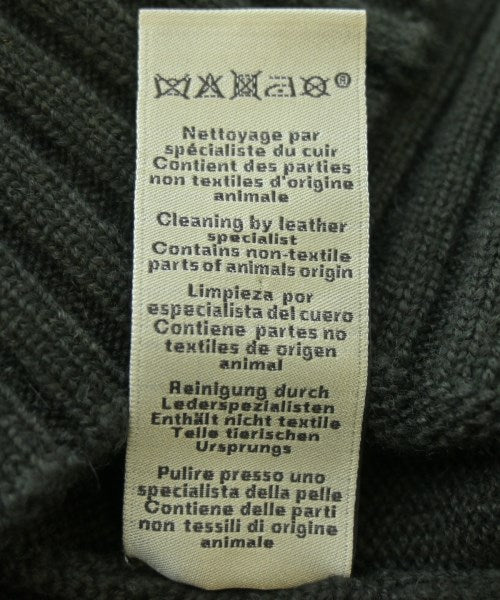 ®
Nettoyage par
spécialiste du cuir
Contient des parties
non textiles d'origine
animale
Cleaning by leather
specialist
Contains non-textile
parts of animals origin
Limpieza por
especialista del cuero
Contiene partes no
textiles de origen
animal
Reinigung durch
Lederspezialisten
Enthält nicht textile
Teile tierischen
Ursprungs
Pulire presso uno
specialista della pelle
Contiene delle parti
non tessili di origine
animale